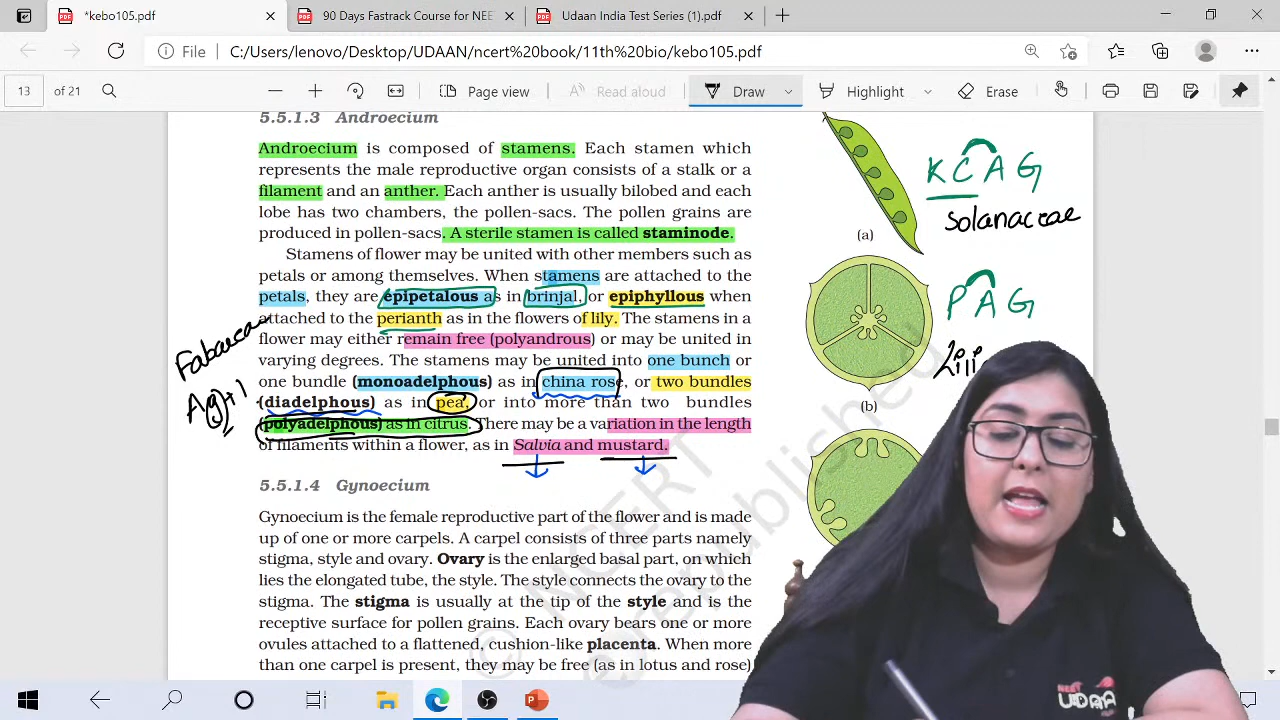 *kebo105.pdf
90 Days Fastrack Course for NEE
Udaan India Test Series (1).pdf
File
C:/Users/lenovo/Desktop/UDAAN/ncert%20book/11th%20bio/kebo105.pdf
13 of 21
Page view
Read aloud
Draw
Highlight
Erase
5.5.1.3 Androecium
Androecium is composed of stamens. Each stamen which
represents the male reproductive organ consists of a stalk or a
filament and an anther. Each anther is usually bilobed and each
lobe has two chambers, the pollen-sacs. The pollen grains are
produced in pollen-sacs. A sterile stamen is called staminode.
Stamens of flower may be united with other members such as
petals or among themselves. When stamens are attached to the
petals, they are epipetalous as in brinjal, or epiphyllous when
attached to the perianth as in the flowers of lily. The stamens in a
flower may either remain free (polyandrous) or may be united in
varying degrees. The stamens may be united into one bunch or
one bundle (monoadelphous) as in china rose, or two bundles
(diadelphous) as in pea, or into more than two bundles
(polyadelphous) as in citrus. There may be a variation in the length
of filaments within a flower, as in Salvia and mustard.
5.5.1.4 Gynoecium
Gynoecium is the female reproductive part of the flower and is made
up of one or more carpels. A carpel consists of three parts namely
stigma, style and ovary. Ovary is the enlarged basal part, on which
lies the elongated tube, the style. The style connects the ovary to the
stigma. The stigma is usually at the tip of the style and is the
receptive surface for pollen grains. Each ovary bears one or more
ovules attached to a flattened, cushion-like placenta. When more
than one carpel is present, they may be free (as in lotus and rose)
K C A G
Solanaceae
(a)
P A G
(b)
A(9)+1
© NCERT
republished
UDAAN